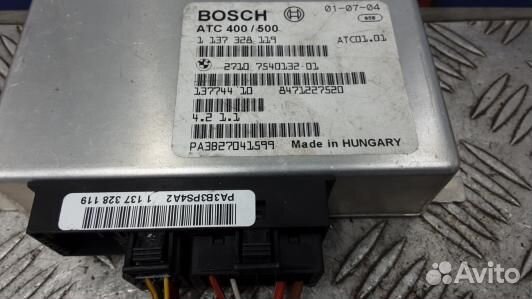 BOSCH
01-07-04
ATC 400/500
1 137 328 119
ATC01.01
2710 7540132-01
137744 10
8471227520
4.2 1.1
PA3B27041599
Made in HUNGARY
PA3B3PS4A2
1 137 328 119
Avito